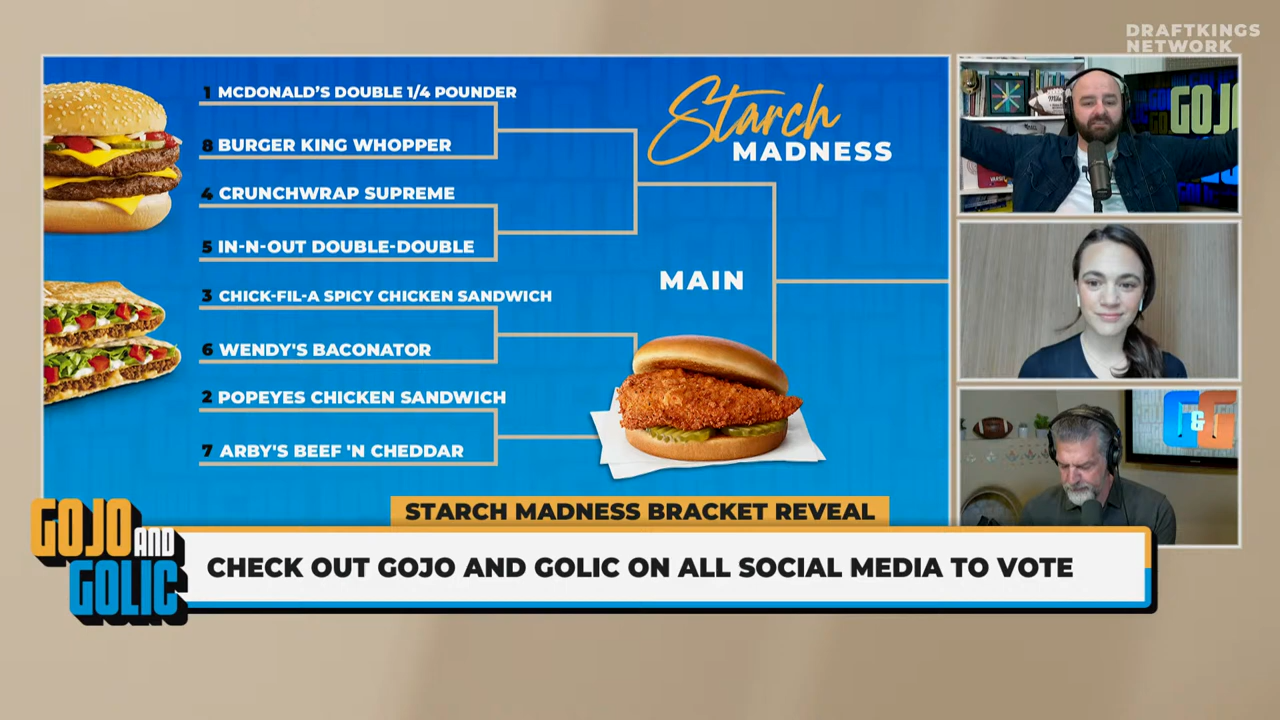 DRAFTKINGS
NETWORK
Starch
MADNESS
1 MCDONALD'S DOUBLE 1/4 POUNDER
8 BURGER KING WHOPPER
4 CRUNCHWRAP SUPREME
5 IN-N-OUT DOUBLE-DOUBLE
MAIN
3 CHICK-FIL-A SPICY CHICKEN SANDWICH
6 WENDY'S BACONATOR
2 POPEYES CHICKEN SANDWICH
7 ARBY'S BEEF 'N CHEDDAR
GOJ
G&G
STARCH MADNESS BRACKET REVEAL
GOJO AND
GOLIC
CHECK OUT GOJO AND GOLIC ON ALL SOCIAL MEDIA TO VOTE